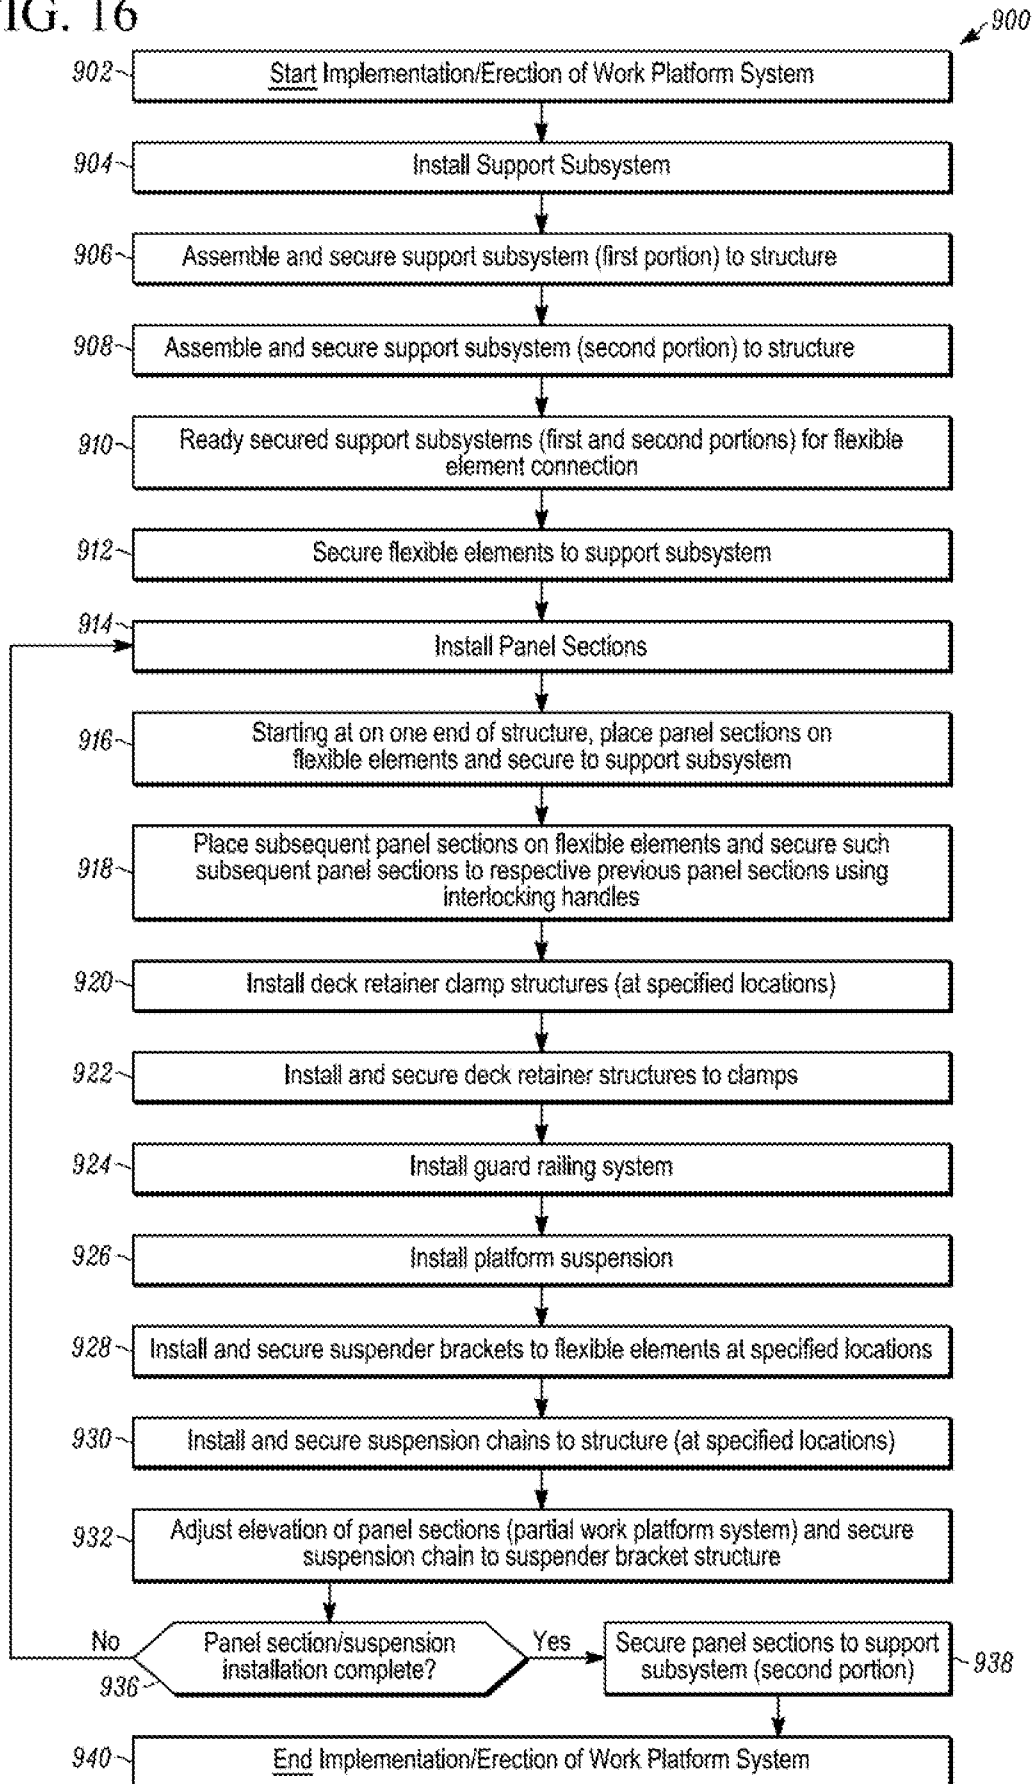 FIG. 16
900
902
Start Implementation/Erection of Work Platform System
904
Install Support Subsystem
906
Assemble and secure support subsystem (first portion) to structure
908
Assemble and secure support subsystem (second portion) to structure
910
Ready secured support subsystems (first and second portions) for flexible
element connection
912
Secure flexible elements to support subsystem
914
Install Panel Sections
916
Starting at on one end of structure, place panel sections on
flexible elements and secure to support subsystem
918
Place subsequent panel sections on flexible elements and secure such
subsequent panel sections to respective previous panel sections using
interlocking handles
920
Install deck retainer clamp structures (at specified locations)
922
Install and secure deck retainer structures to clamps
924
Install guard railing system
926
Install platform suspension
928
Install and secure suspender brackets to flexible elements at specified locations
930
Install and secure suspension chains to structure (at specified locations)
932
Adjust elevation of panel sections (partial work platform system) and secure
suspension chain to suspender bracket structure
No
Panel section/suspension
installation complete?
936
Yes
Secure panel sections to support
subsystem (second portion)
938
940
End Implementation/Erection of Work Platform System